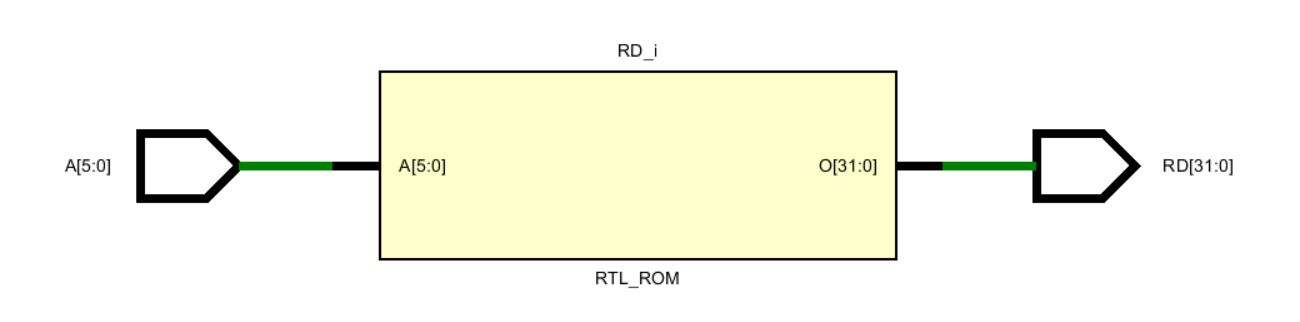 RD_i
A[5:0]
A[5:0]
O[31:0]
RD[31:0]
RTL_ROM